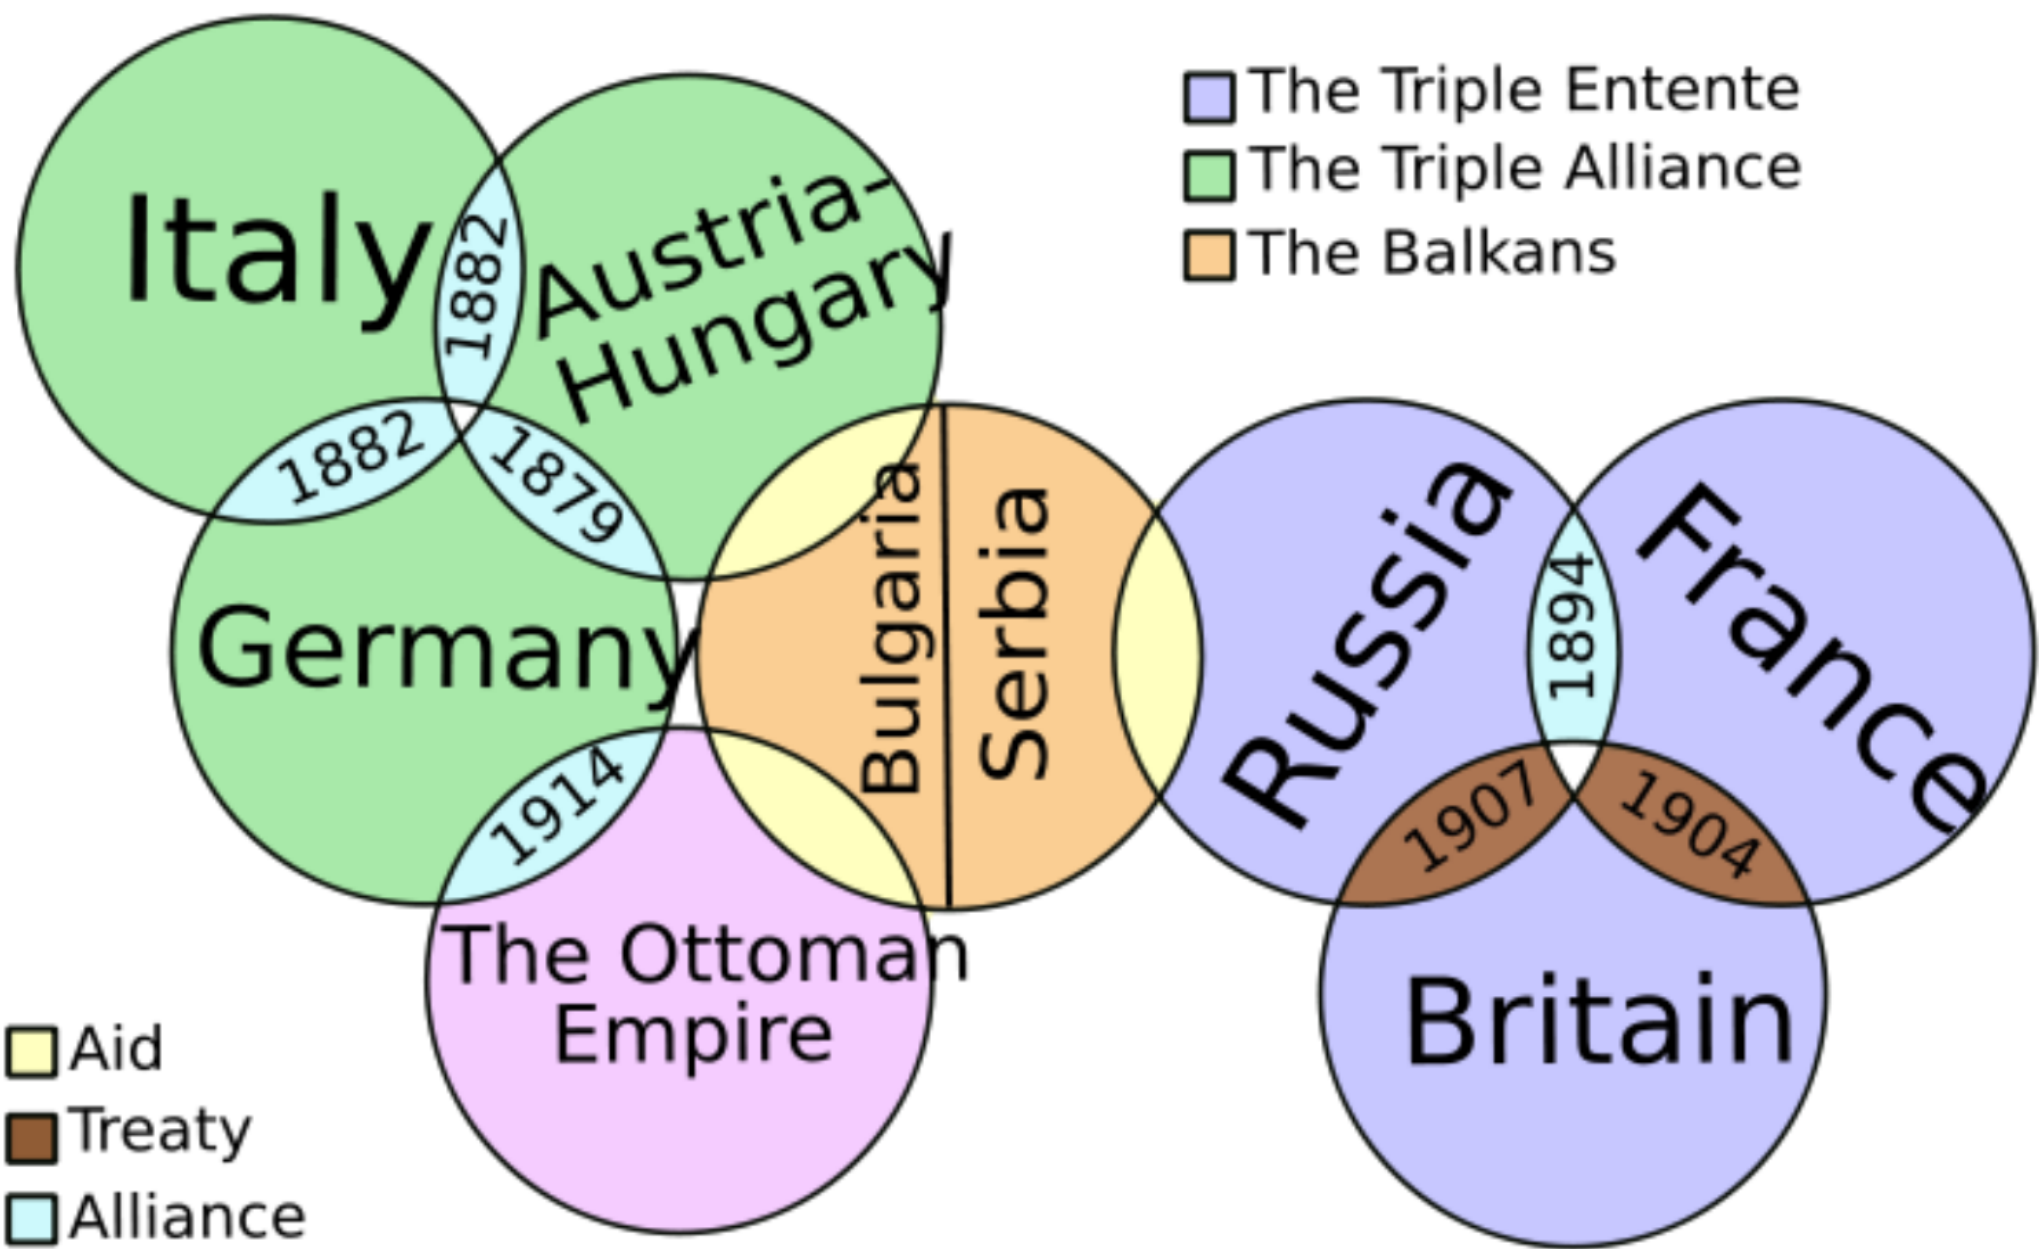 Italy
1882
Austria-
Hungary
The Triple Entente
The Triple Alliance
The Balkans
1882
1879
Germany
Bulgaria
Serbia
Russia
1894
France
1914
1907
1904
The Ottoman
Empire
Britain
Aid
Treaty
Alliance